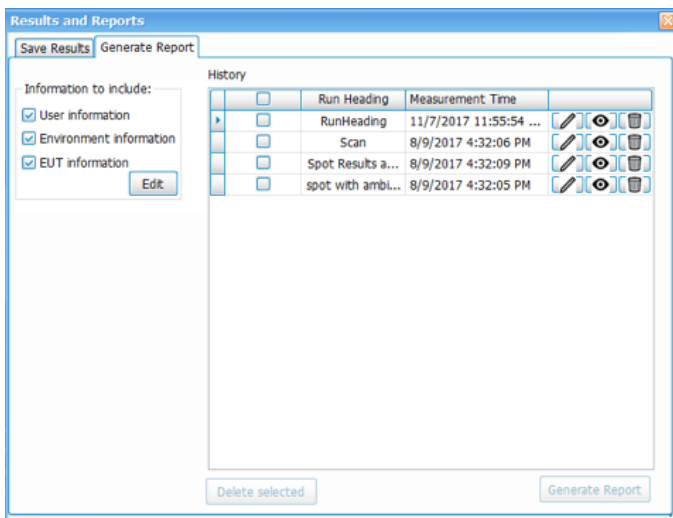 Results and Reports
Save Results Generate Report
History
Information to include:
Run Heading Measurement Time
User information
RunHeading 11/7/2017 11:55:54 ...
Environment information
Scan 8/9/2017 4:32:06 PM
EUT information
Spot Results a... 8/9/2017 4:32:09 PM
Edit
spot with ambi... 8/9/2017 4:32:05 PM
Delete selected
Generate Report